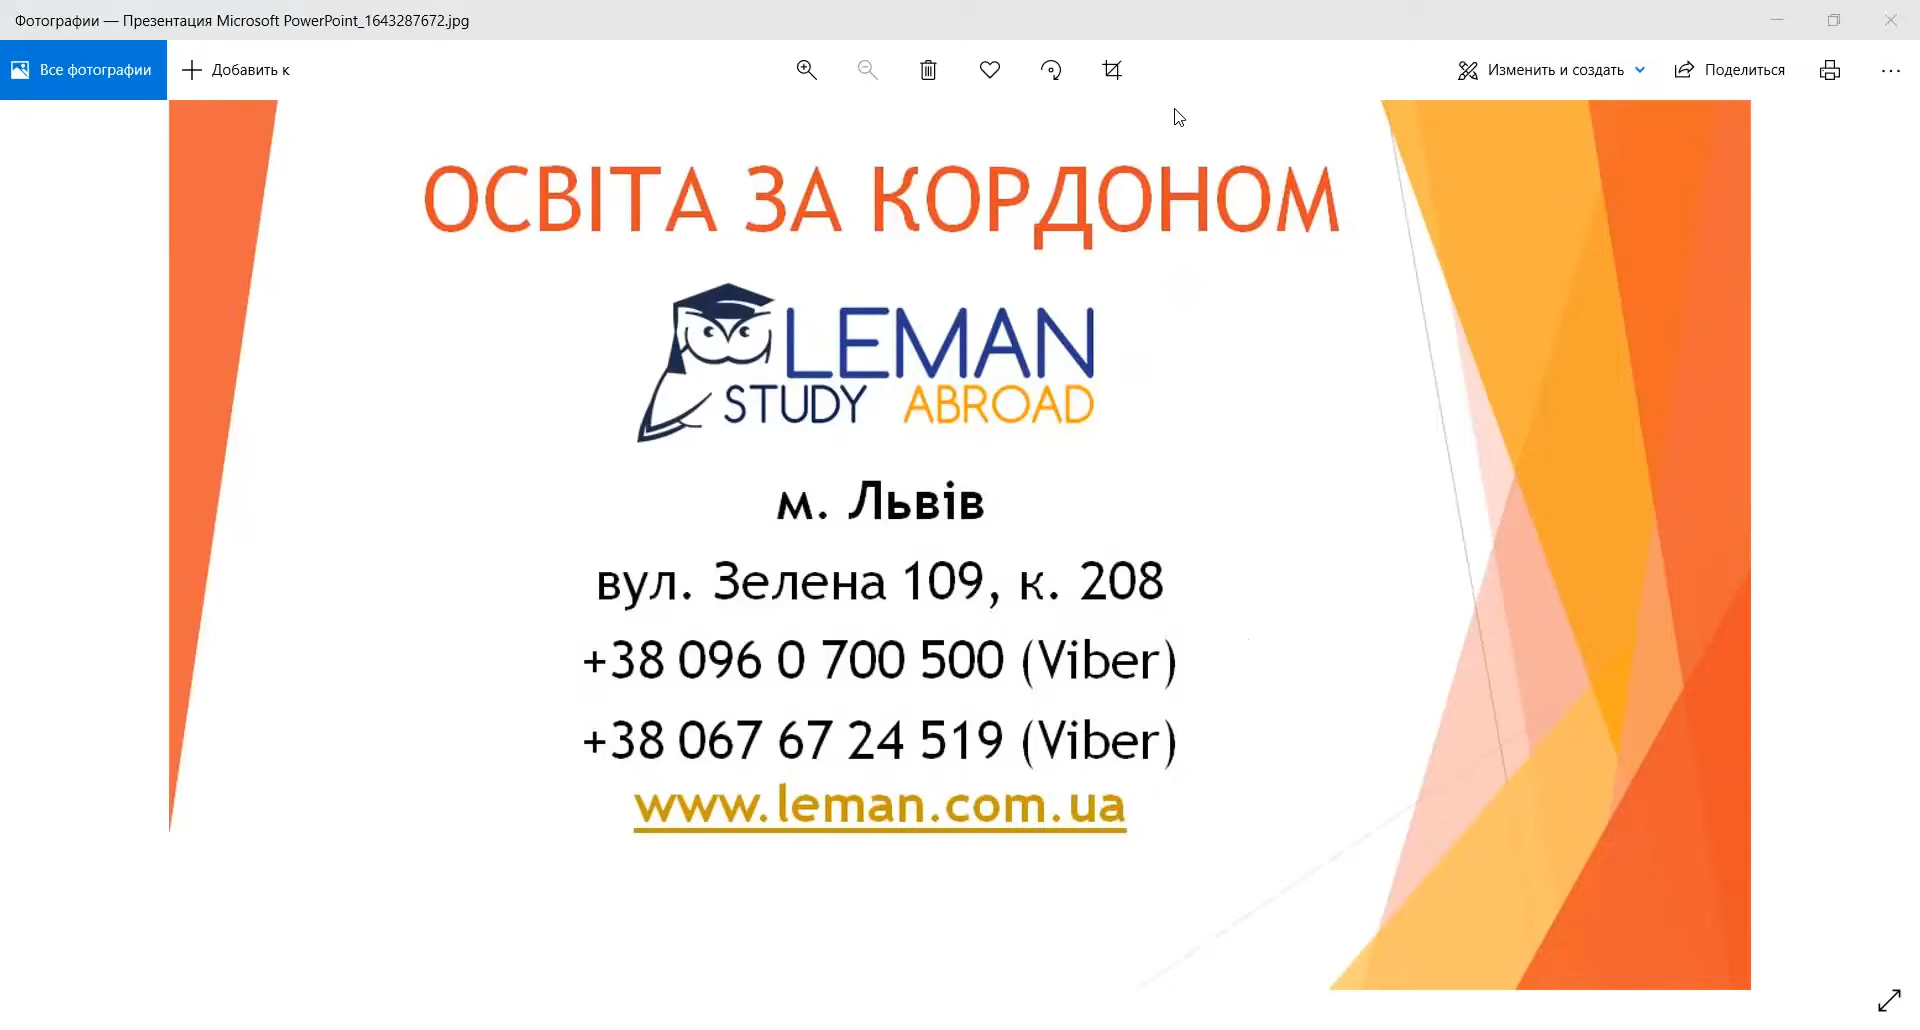 Фотографии — Презентация Microsoft PowerPoint_1643287672.jpg
Все фотографии
Добавить к
Изменить и создать
Поделиться
ОСВІТА ЗА КОРДОНОМ
LEMAN
STUDY ABROAD
м. Львів
вул. Зелена 109, к. 208
+38 096 0 700 500 (Viber)
+38 067 67 24 519 (Viber)
www.leman.com.ua